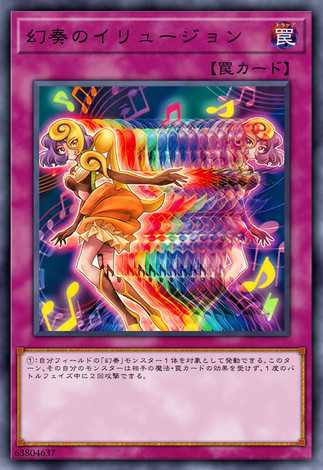 幻奏のイリュージョン
トラップ
罠
【罠カード】
①:自分フィールドの「幻奏」モンスター１体を対象として発動できる。このター
ン、その自分のモンスターは相手の魔法・罠カードの効果を受けず、１度のバ
トルフェイズ中に２回攻撃できる。
63804637